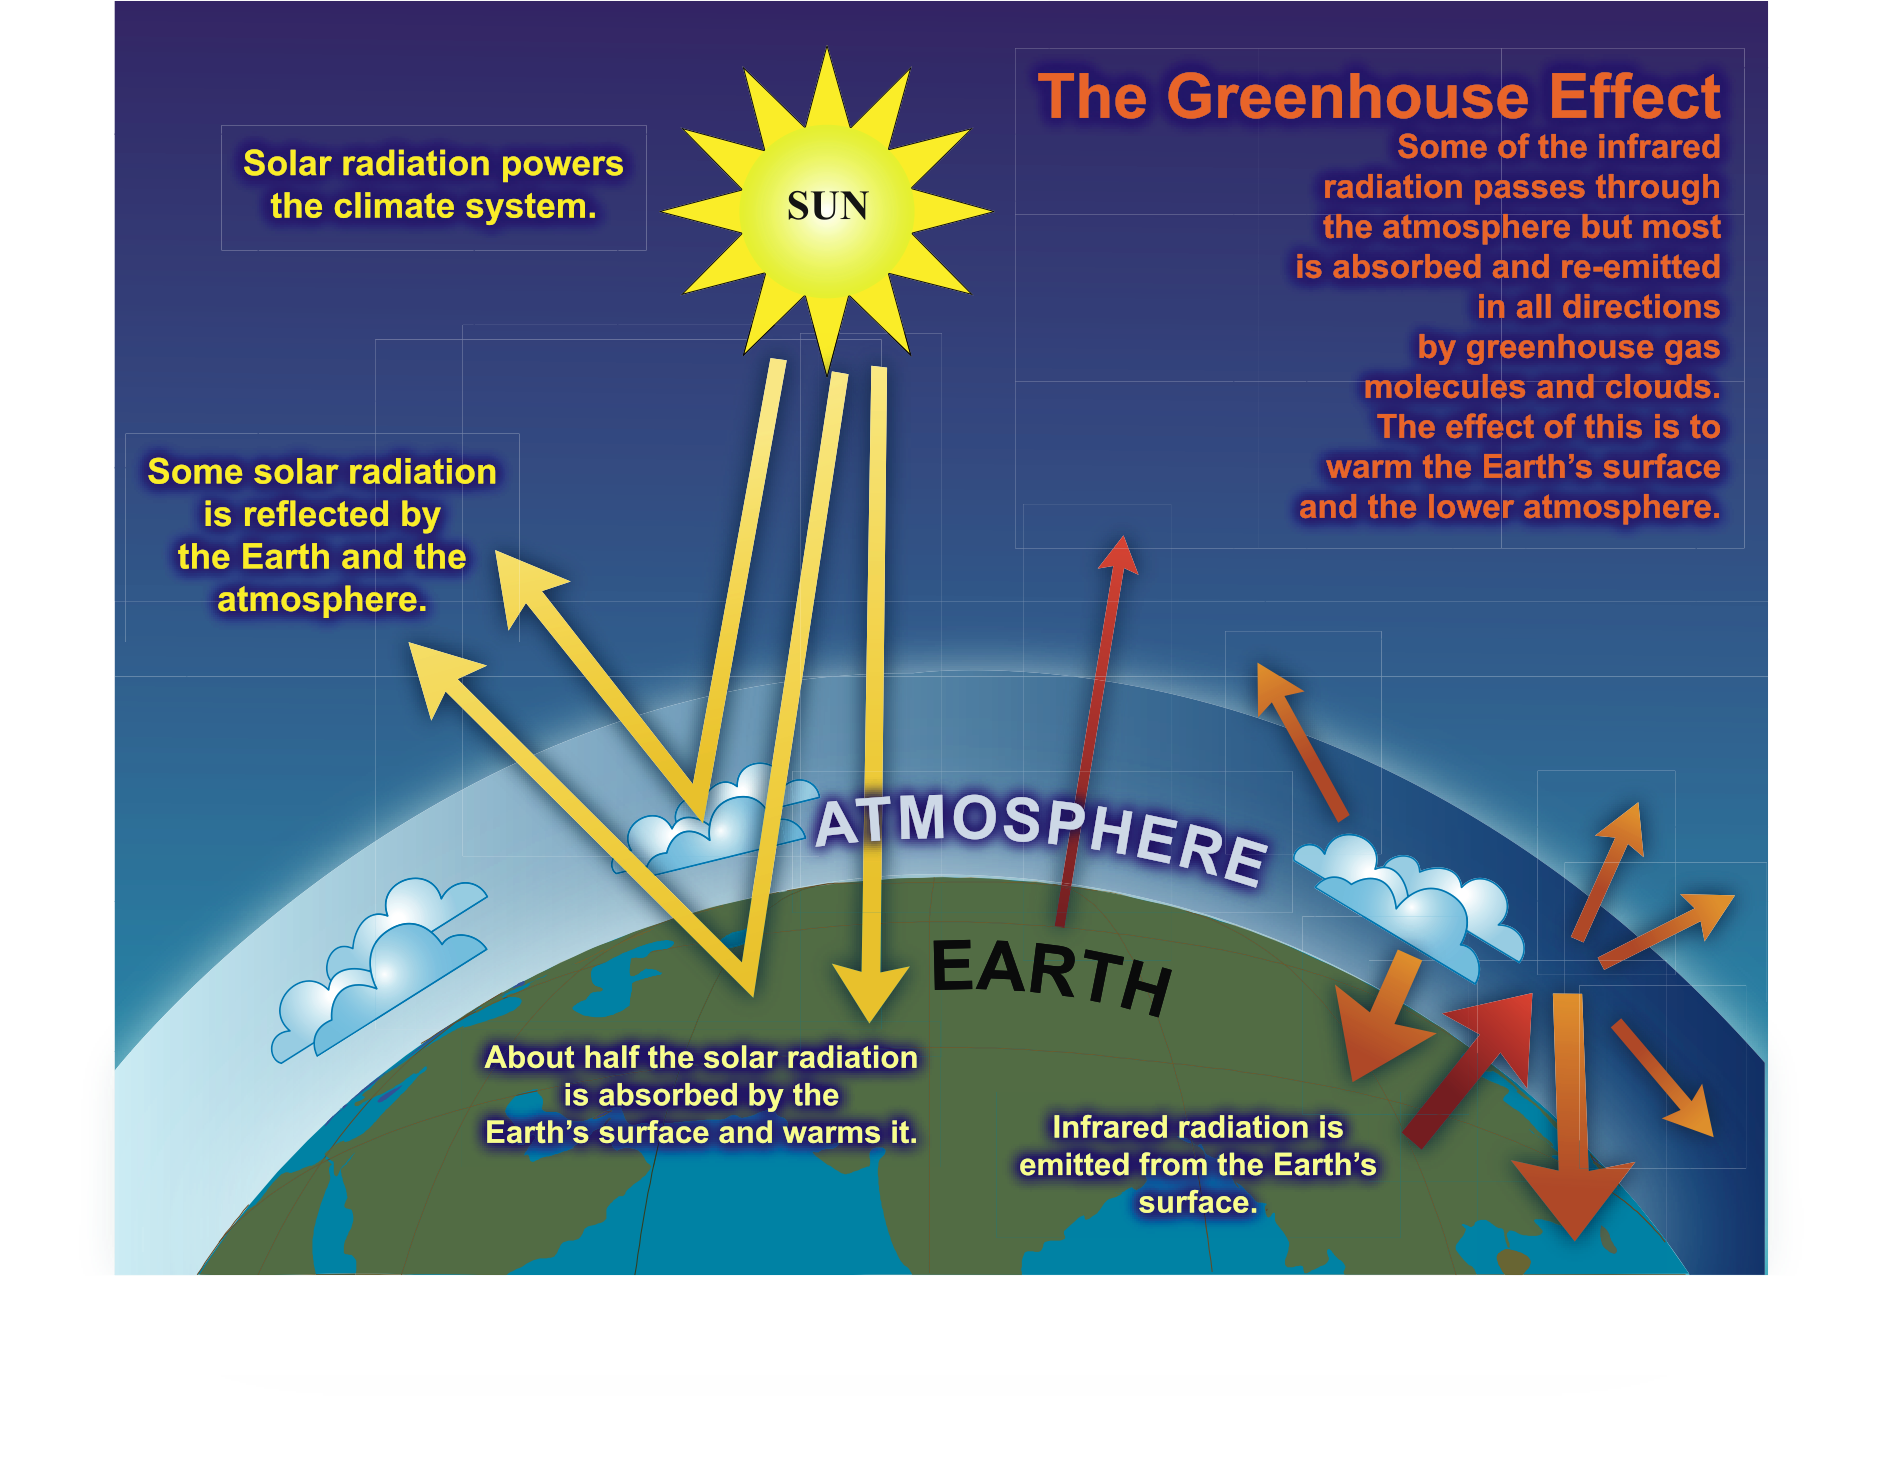 The Greenhouse Effect
Some of the infrared
radiation passes through
the atmosphere but most
is absorbed and re-emitted
in all directions
by greenhouse gas
molecules and clouds.
The effect of this is to
warm the Earth's surface
and the lower atmosphere.
Solar radiation powers
the climate system.
SUN
Some solar radiation
is reflected by
the Earth and the
atmosphere.
ATMOSPHERE
EARTH
About half the solar radiation
is absorbed by the
Earth's surface and warms it.
Infrared radiation is
emitted from the Earth's
surface.